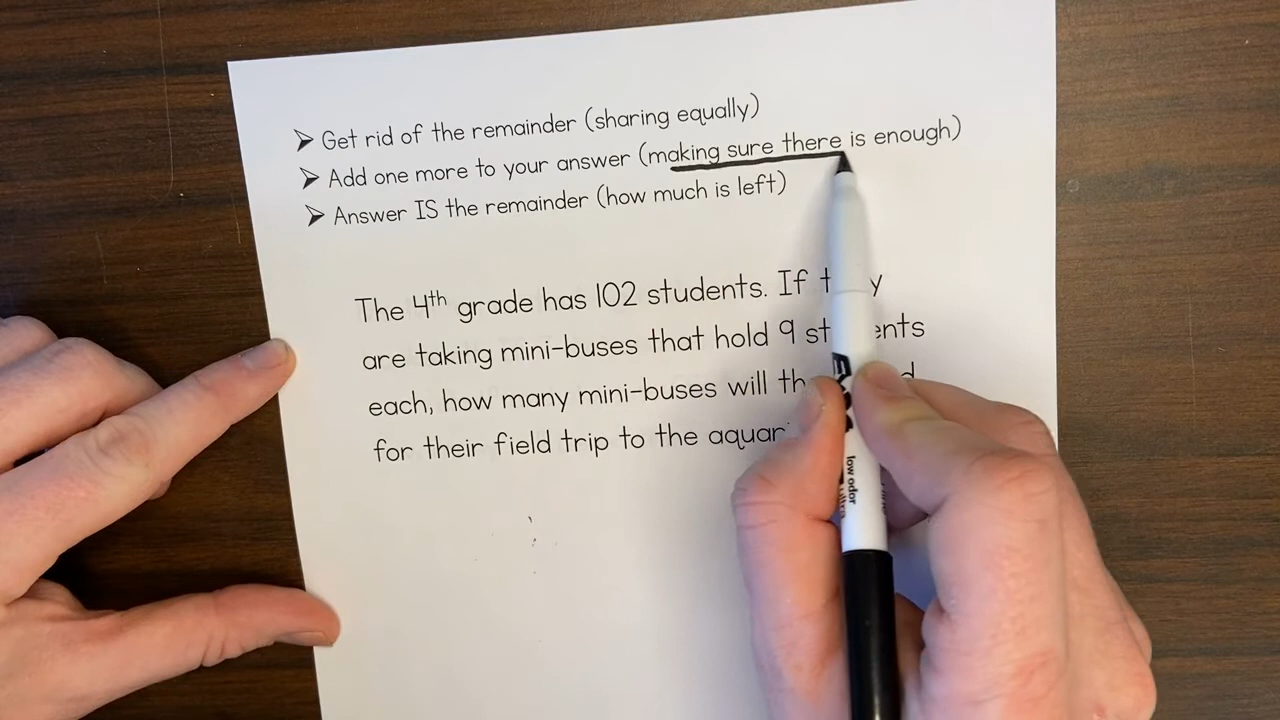 ➤ Get rid of the remainder (sharing equally)
➤ Add one more to your answer (making sure there is enough)
➤ Answer IS the remainder (how much is left)
The 4th grade has 102 students. If
are taking mini-buses that hold 9
each, how many mini-buses will
for their field trip to the
low odor